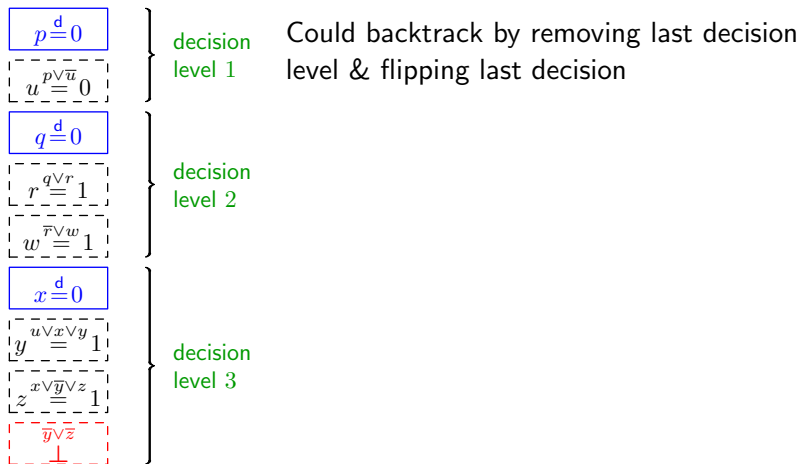 p =ᵈ 0
decision
level 1
u =^{p∨u̅} 0
q =ᵈ 0
r =^{q∨r} 1
decision
level 2
w =^{r̅∨w} 1
x =ᵈ 0
y =^{u∨x∨y} 1
decision
level 3
z =^{x∨y̅∨z} 1
y̅∨z̅
⊥
Could backtrack by removing last decision
level & flipping last decision